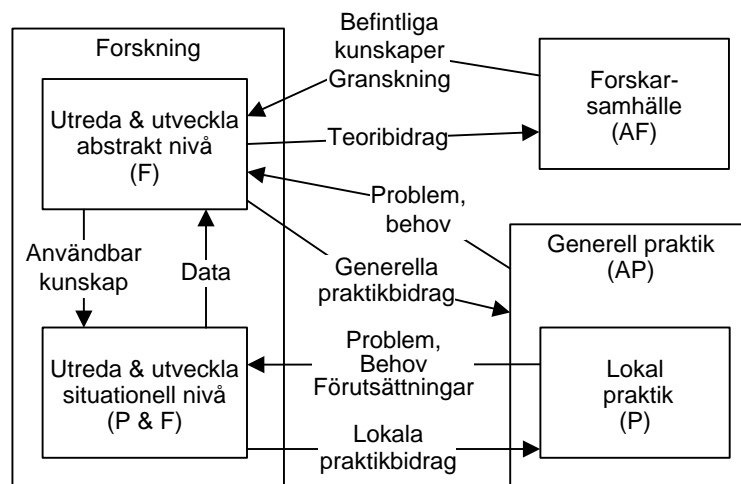 Forskning
Utreda & utveckla
abstrakt nivå
(F)
Användbar
kunskap
Data
Utreda & utveckla
situationell nivå
(P & F)
Befintliga
kunskaper
Granskning
Teoribidrag
Problem,
behov
Generella
praktikbidrag
Problem,
Behov
Förutsättningar
Lokala
praktikbidrag
Forskar-
samhälle
(AF)
Generell praktik
(AP)
Lokal
praktik
(P)